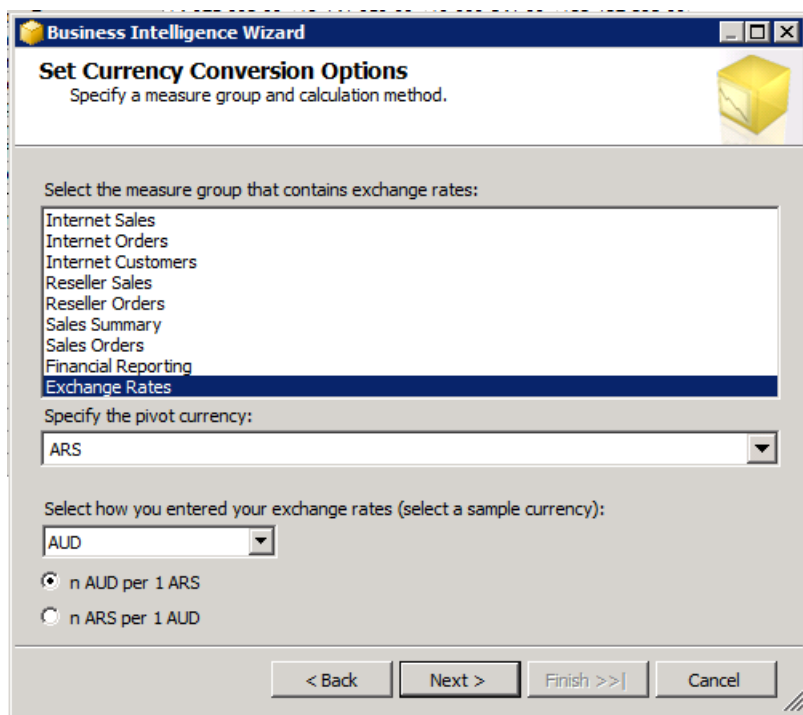 Business Intelligence Wizard
Set Currency Conversion Options
Specify a measure group and calculation method.
Select the measure group that contains exchange rates:
Internet Sales
Internet Orders
Internet Customers
Reseller Sales
Reseller Orders
Sales Summary
Sales Orders
Financial Reporting
Exchange Rates
Specify the pivot currency:
ARS
Select how you entered your exchange rates (select a sample currency):
AUD
n AUD per 1 ARS
n ARS per 1 AUD
< Back Next > Finish >>| Cancel